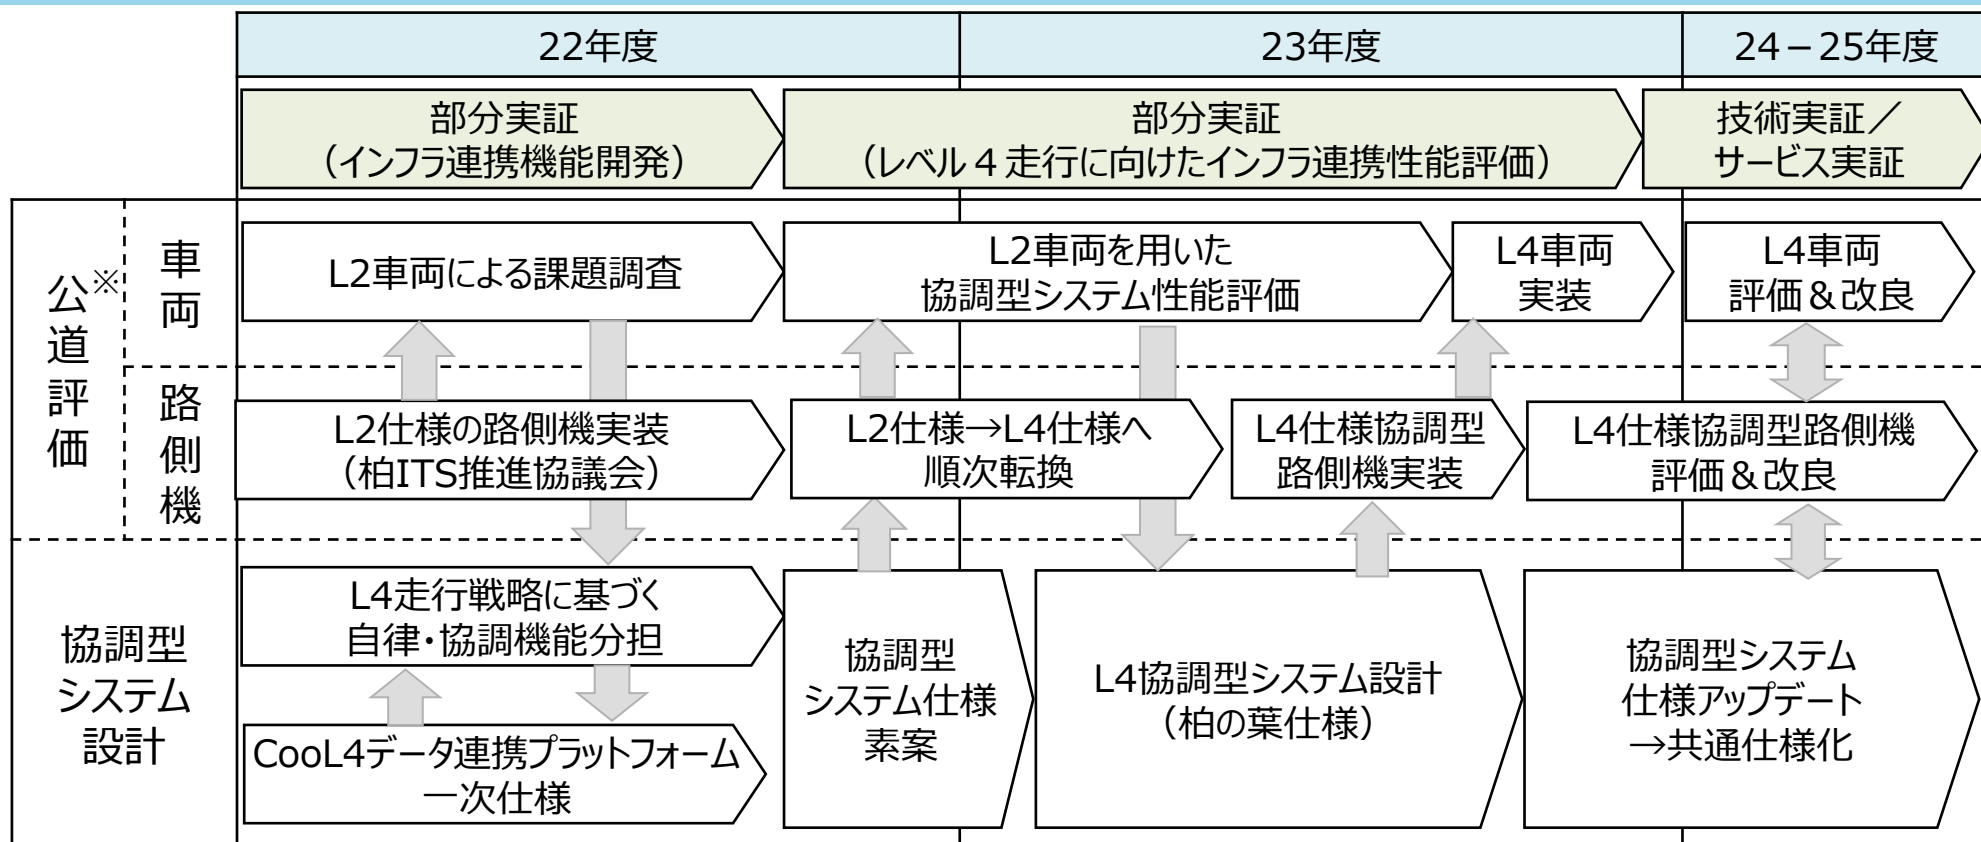 22年度
23年度
24－25年度
部分実証
（インフラ連携機能開発）
部分実証
（レベル４走行に向けたインフラ連携性能評価）
技術実証／
サービス実証
公道評価※
車両
L2車両による課題調査
L2車両を用いた
協調型システム性能評価
L4車両
実装
L4車両
評価＆改良
路側機
L2仕様の路側機実装
（柏ITS推進協議会）
L2仕様→L4仕様へ
順次転換
L4仕様協調型
路側機実装
L4仕様協調型路側機
評価＆改良
協調型
システム
設計
L4走行戦略に基づく
自律・協調機能分担
CooL4データ連携プラットフォーム
一次仕様
協調型
システム仕様
素案
L4協調型システム設計
（柏の葉仕様）
協調型システム
仕様アップデート
→共通仕様化